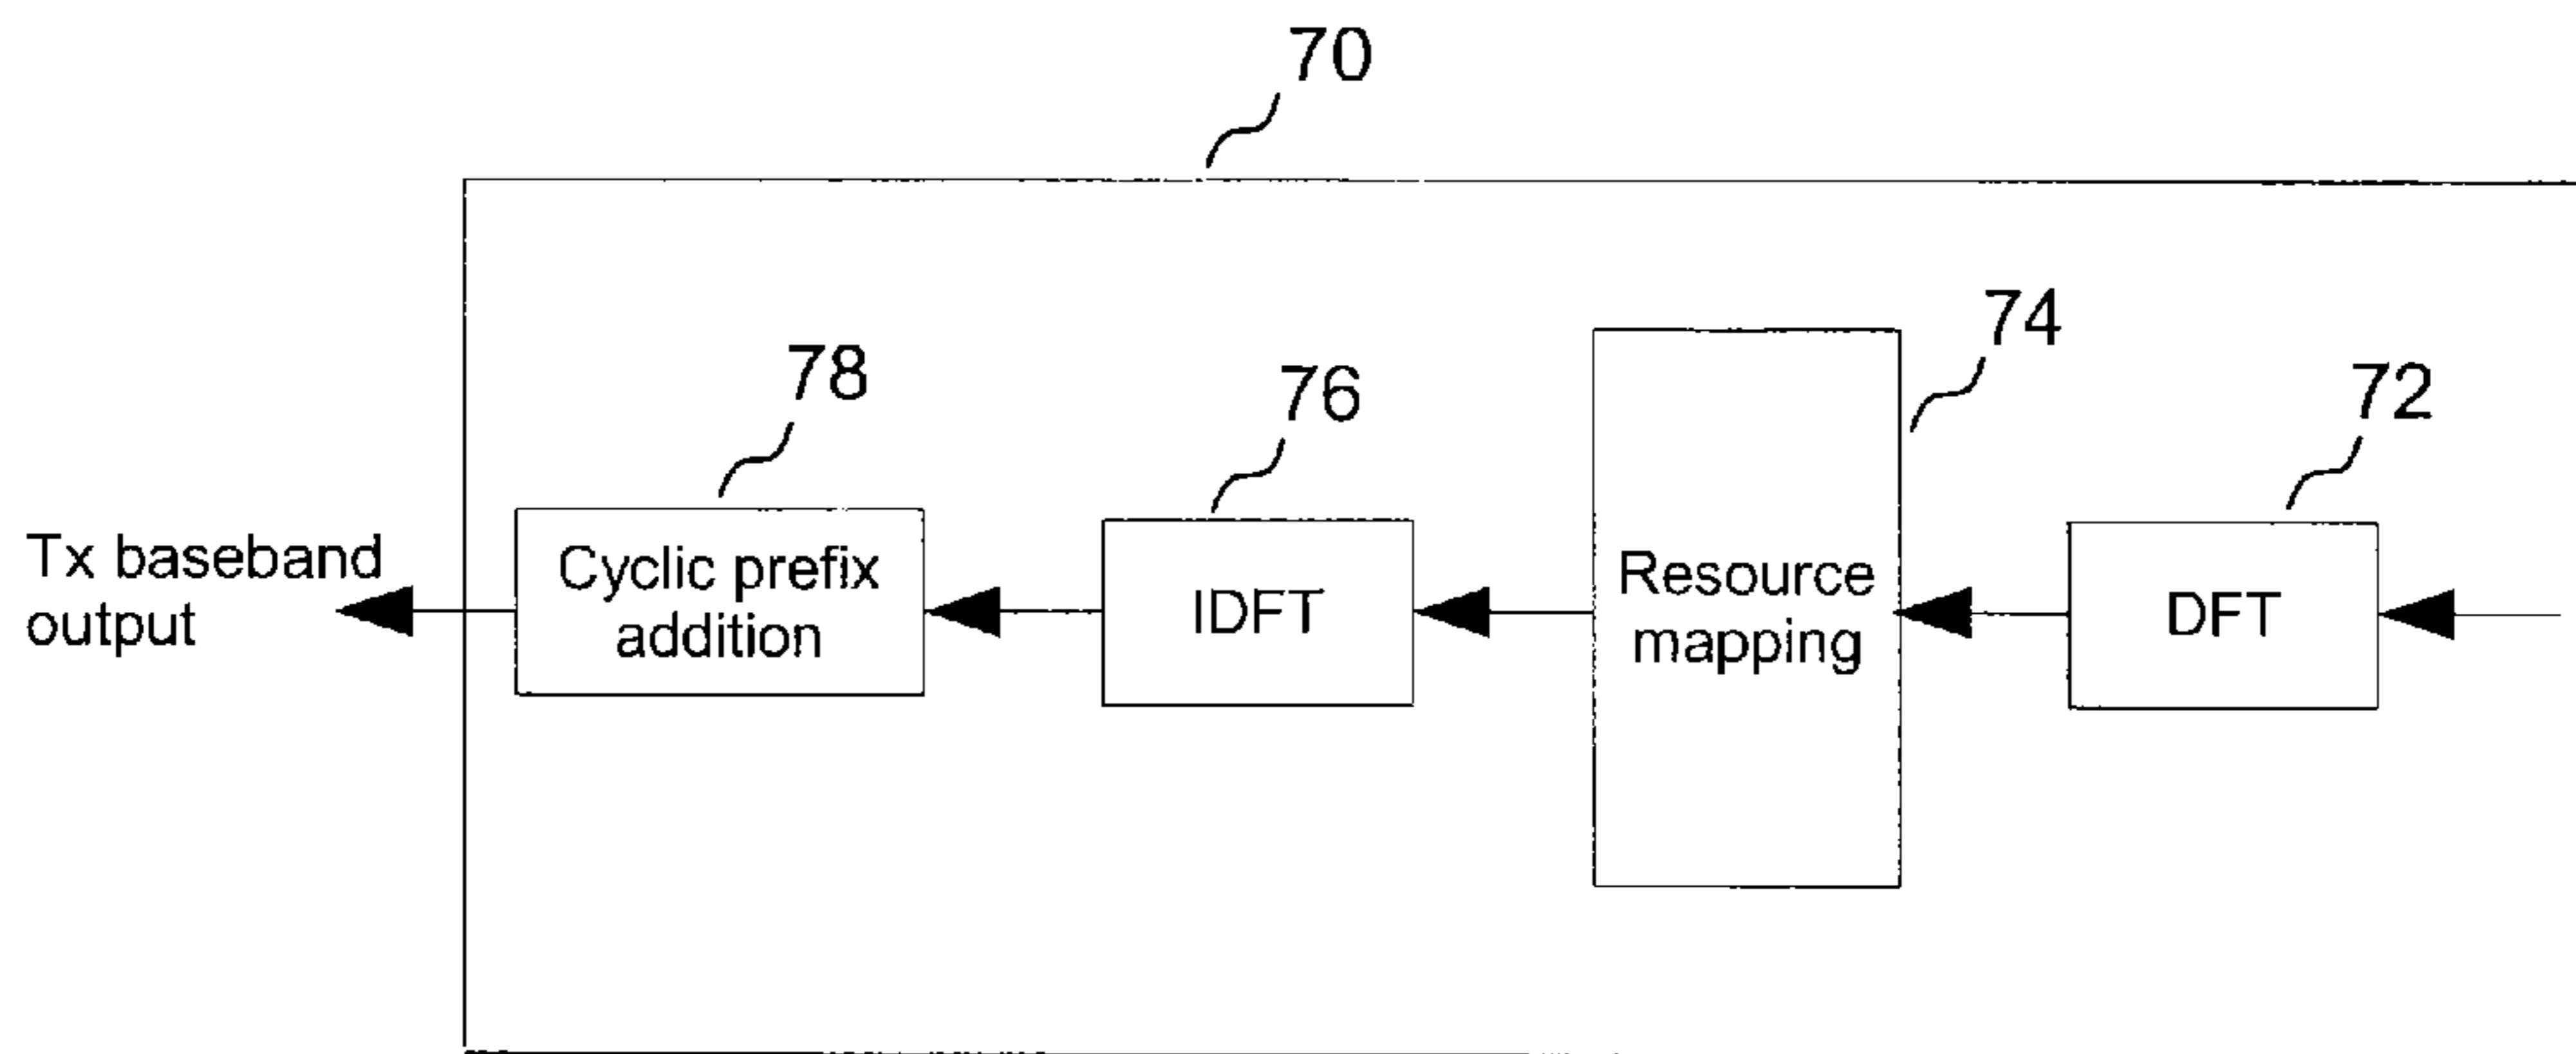 70
74
78
76
72
Tx baseband
output
Cyclic prefix
addition
IDFT
Resource
mapping
DFT